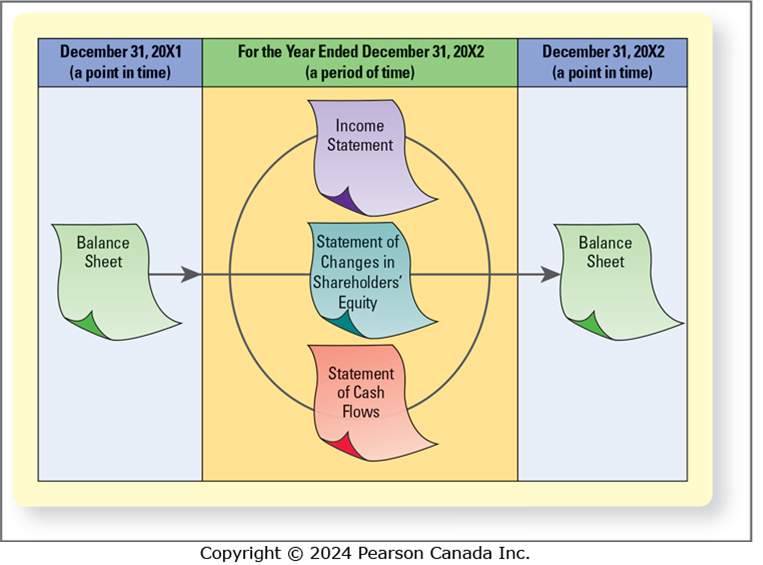 December 31, 20X1
(a point in time)
For the Year Ended December 31, 20X2
(a period of time)
December 31, 20X2
(a point in time)
Income
Statement
Balance
Sheet
Statement of
Changes in
Shareholders’
Equity
Balance
Sheet
Statement
of Cash
Flows
Copyright © 2024 Pearson Canada Inc.